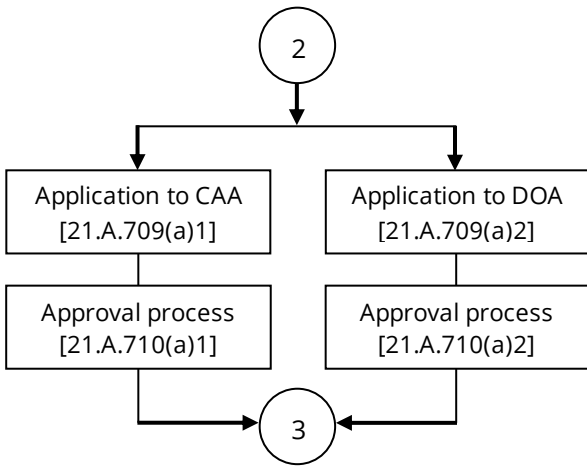 2
Application to CAA
[21.A.709(a)1]
Application to DOA
[21.A.709(a)2]
Approval process
[21.A.710(a)1]
Approval process
[21.A.710(a)2]
3